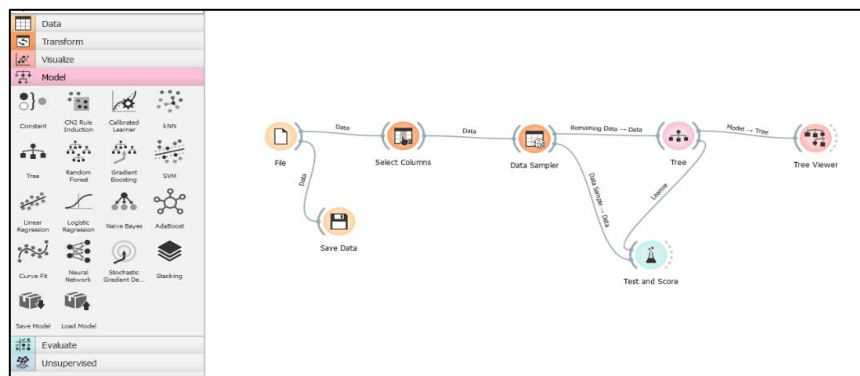 Data
Transform
Visualize
Model
Constant
CN2 Rule
Induction
Calibrated
Learner
kNN
Tree
Random
Forest
Gradient
Boosting
SVM
Linear
Regression
Logistic
Regression
Naive Bayes
AdaBoost
Curve Fit
Neural
Network
Stochastic
Gradient De...
Stacking
Save Model
Load Model
Evaluate
Unsupervised
File
Data
Data
Select Columns
Data
Data Sampler
Remaining Data → Data
Data Sample → Data
Tree
Learner
Model → Tree
Tree Viewer
Save Data
Test and Score